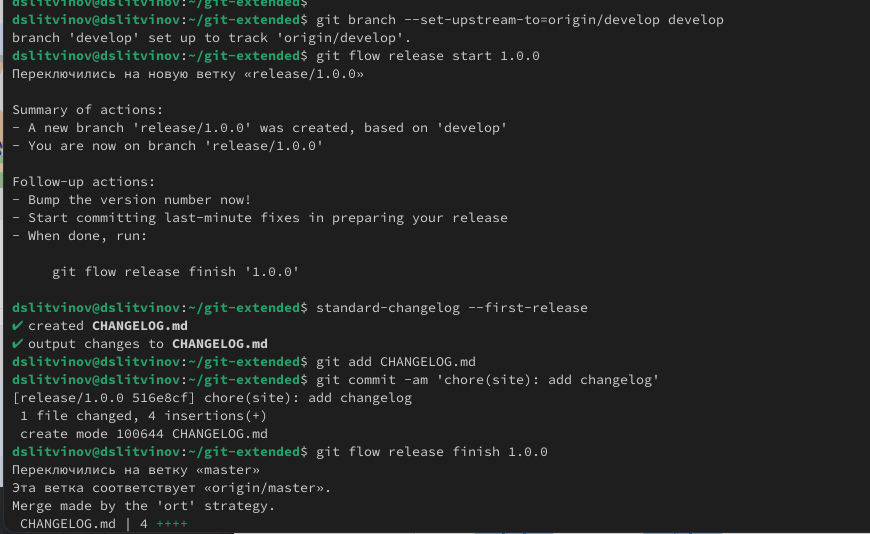 dslitvinov@dslitvinov:~/git-extended$
dslitvinov@dslitvinov:~/git-extended$ git branch --set-upstream-to=origin/develop develop
branch 'develop' set up to track 'origin/develop'.
dslitvinov@dslitvinov:~/git-extended$ git flow release start 1.0.0
Переключились на новую ветку «release/1.0.0»

Summary of actions:
- A new branch 'release/1.0.0' was created, based on 'develop'
- You are now on branch 'release/1.0.0'

Follow-up actions:
- Bump the version number now!
- Start committing last-minute fixes in preparing your release
- When done, run:

     git flow release finish '1.0.0'

dslitvinov@dslitvinov:~/git-extended$ standard-changelog --first-release
✔ created CHANGELOG.md
✔ output changes to CHANGELOG.md
dslitvinov@dslitvinov:~/git-extended$ git add CHANGELOG.md
dslitvinov@dslitvinov:~/git-extended$ git commit -am 'chore(site): add changelog'
[release/1.0.0 516e8cf] chore(site): add changelog
 1 file changed, 4 insertions(+)
 create mode 100644 CHANGELOG.md
dslitvinov@dslitvinov:~/git-extended$ git flow release finish 1.0.0
Переключились на ветку «master»
Эта ветка соответствует «origin/master».
Merge made by the 'ort' strategy.
 CHANGELOG.md | 4 ++++